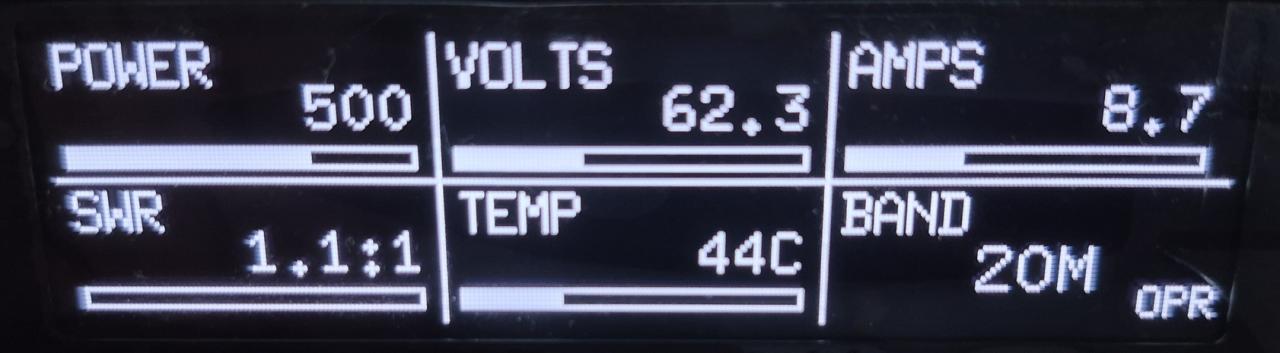 POWER
500
VOLTS
62.3
AMPS
8.7
SWR
1.1:1
TEMP
44C
BAND
20M
OPR